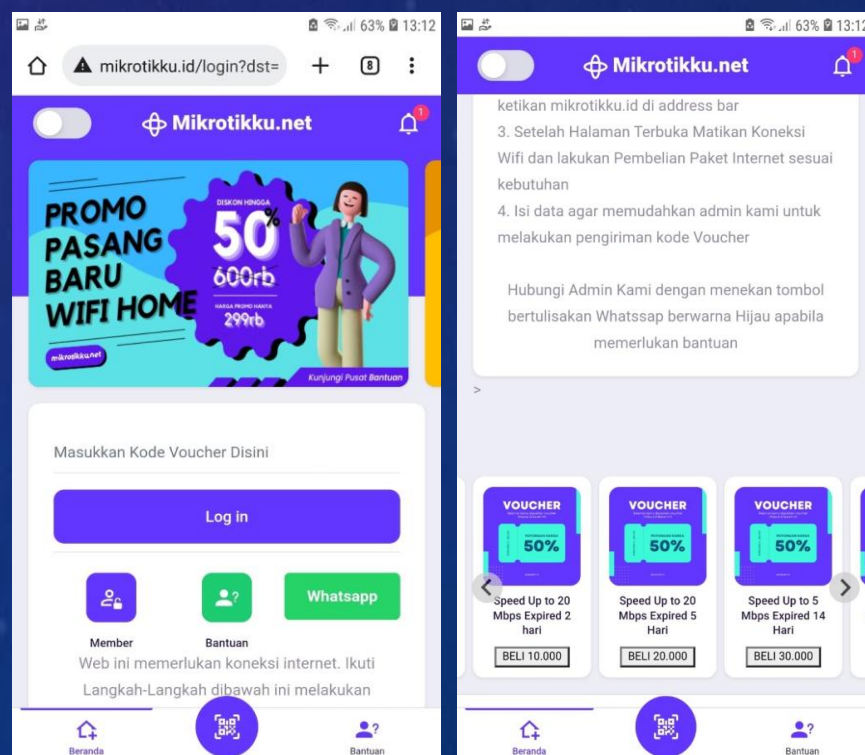 63% 13:12
mikrotikku.id/login?dst=
8
Mikrotikku.net
1
PROMO
PASANG
BARU
WIFI HOME
DISKON HINGGA
50%
600rb
HARGA PROMO HANYA
299rb
mikrotikku.net
Kunjungi Pusat Bantuan
Masukkan Kode Voucher Disini
Log in
Member
Bantuan
Whatsapp
Web ini memerlukan koneksi internet. Ikuti
Langkah-Langkah dibawah ini melakukan
Beranda
Bantuan
63% 13:12
Mikrotikku.net
1
ketikan mikrotikku.id di address bar
3. Setelah Halaman Terbuka Matikan Koneksi
Wifi dan lakukan Pembelian Paket Internet sesuai
kebutuhan
4. Isi data agar memudahkan admin kami untuk
melakukan pengiriman kode Voucher
Hubungi Admin Kami dengan menekan tombol
bertulisakan Whatssap berwarna Hijau apabila
memerlukan bantuan
>
VOUCHER
50%
Speed Up to 20
Mbps Expired 2
hari
BELI 10.000
VOUCHER
50%
Speed Up to 20
Mbps Expired 5
Hari
BELI 20.000
VOUCHER
50%
Speed Up to 5
Mbps Expired 14
Hari
BELI 30.000
Beranda
Bantuan